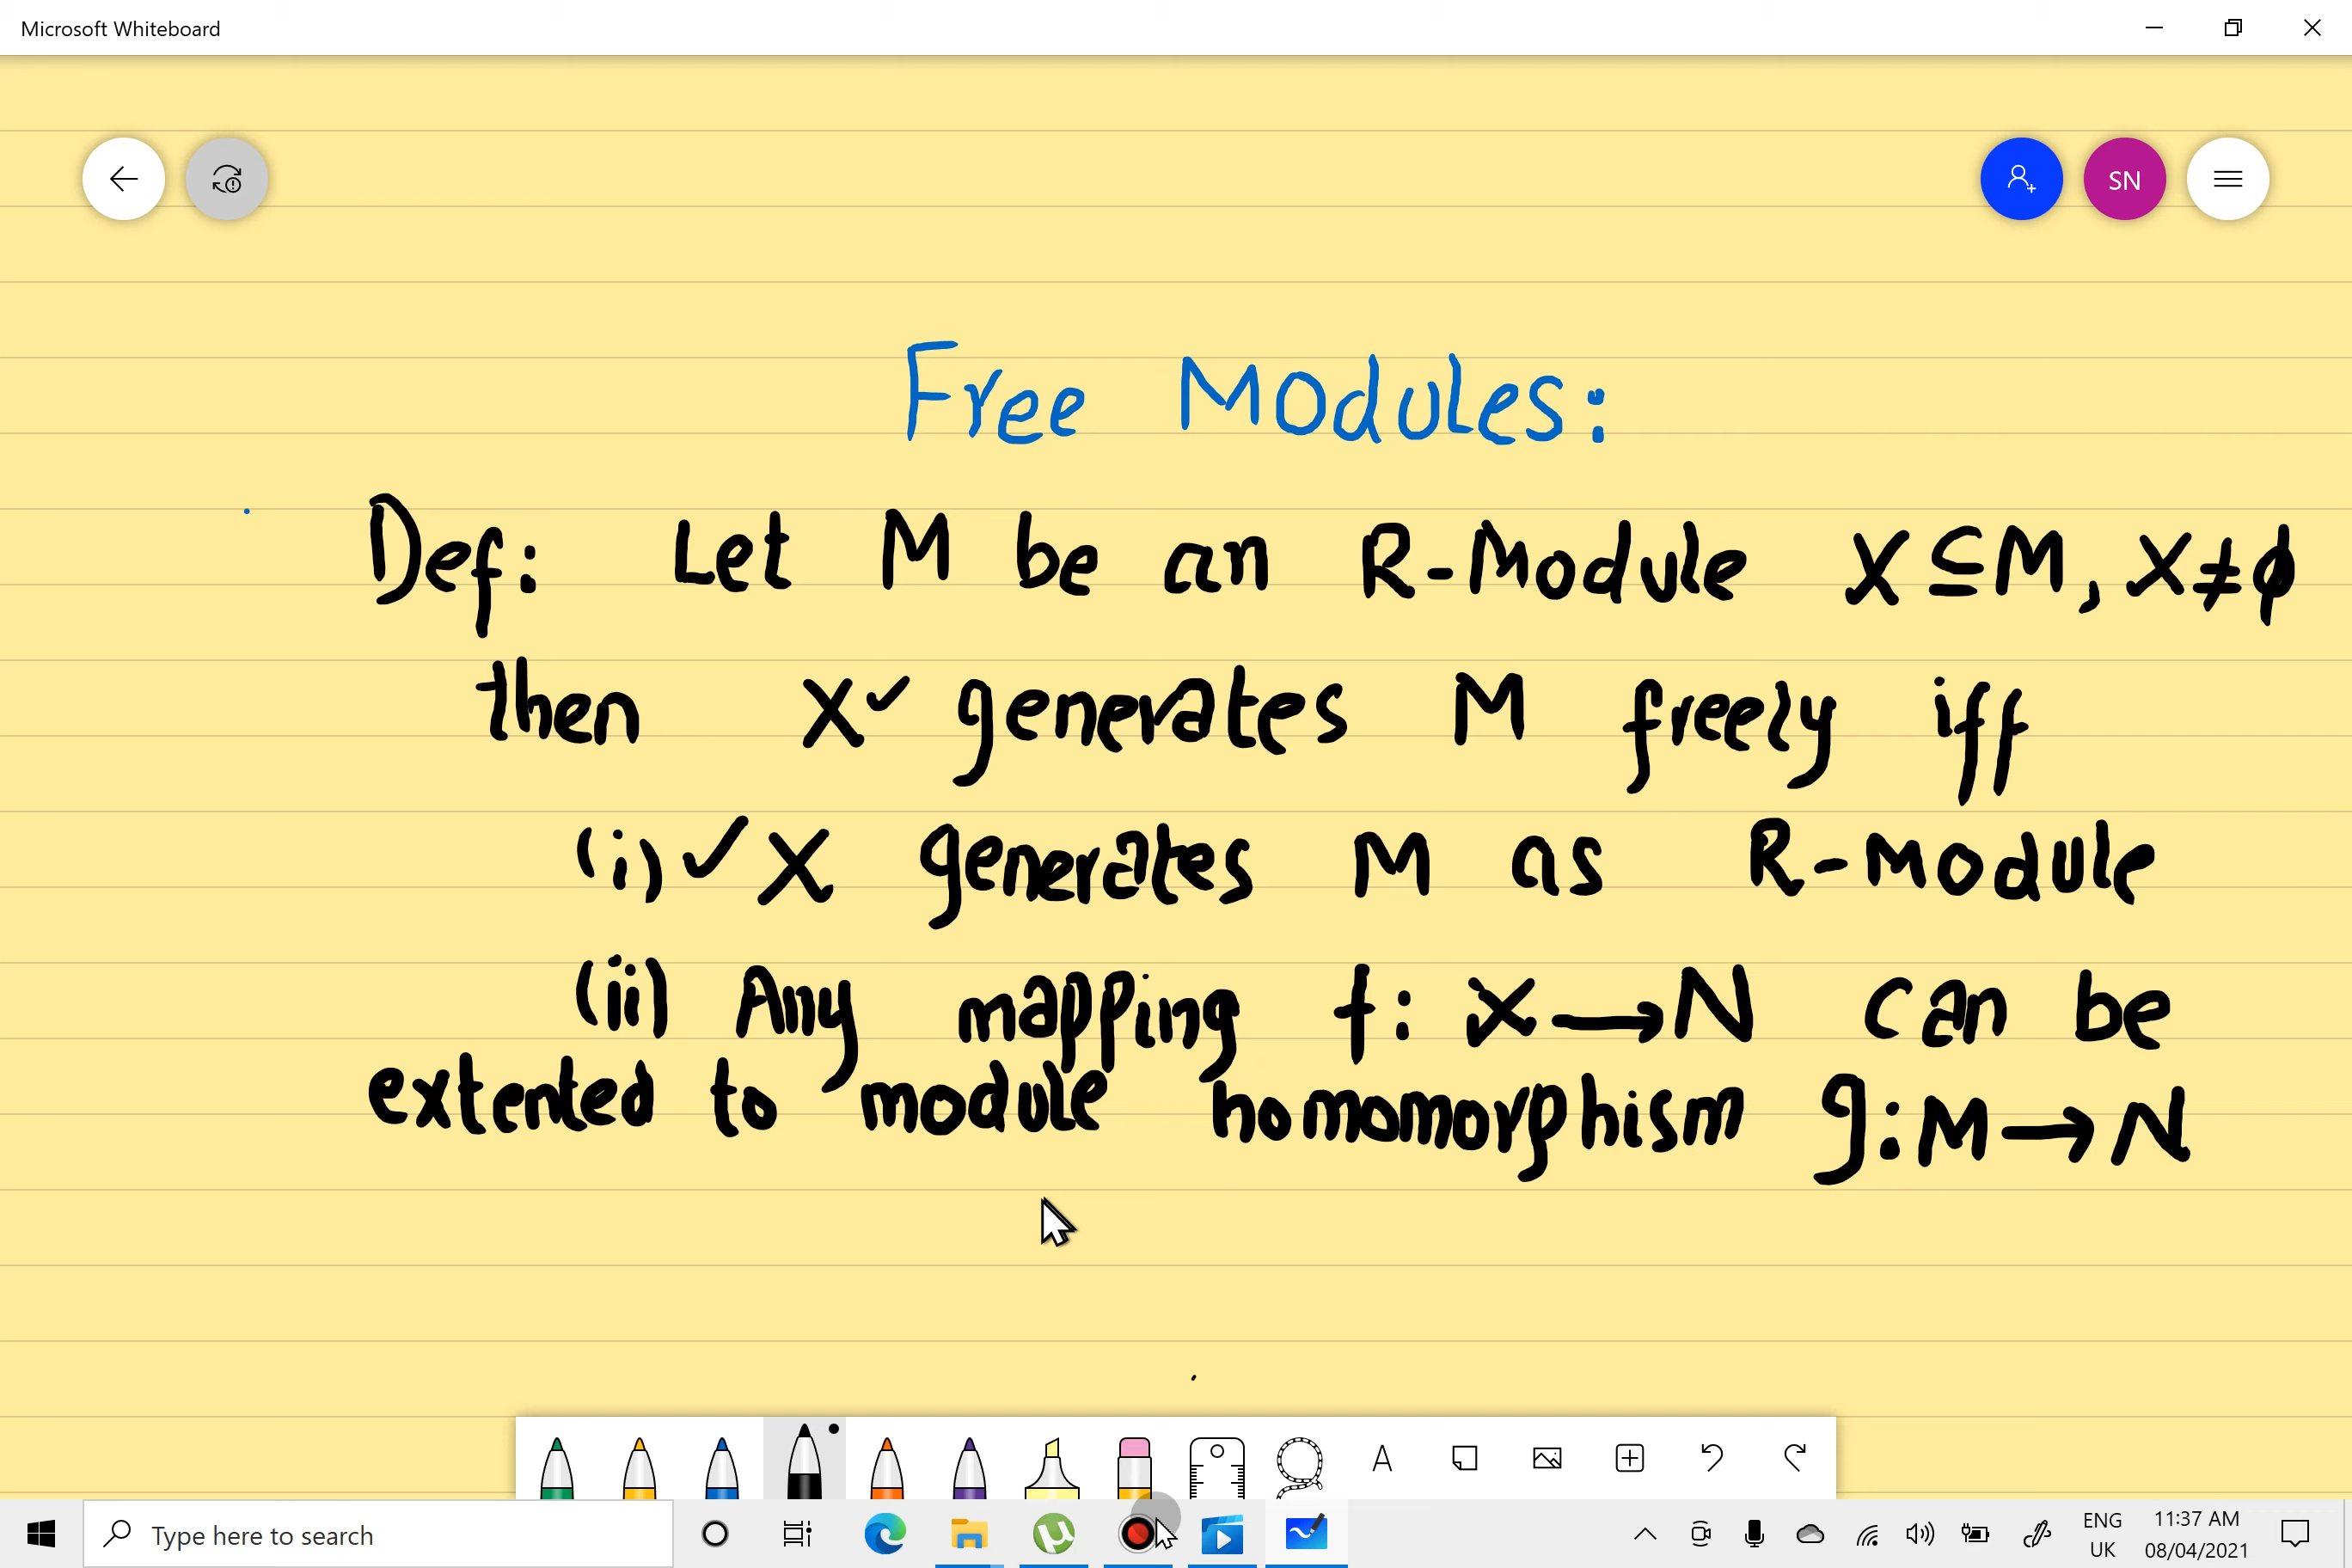 Microsoft Whiteboard
SN
Free Modules:
Def: Let M be an R-Module X ⊆ M, X ≠ ϕ
then X ✓ generates M freely iff
(i) ✓ X generates M as R-Module
(ii) Any mapping f: X → N can be
extented to module homomorphism g: M → N
A
Type here to search
ENG
UK
11:37 AM
08/04/2021